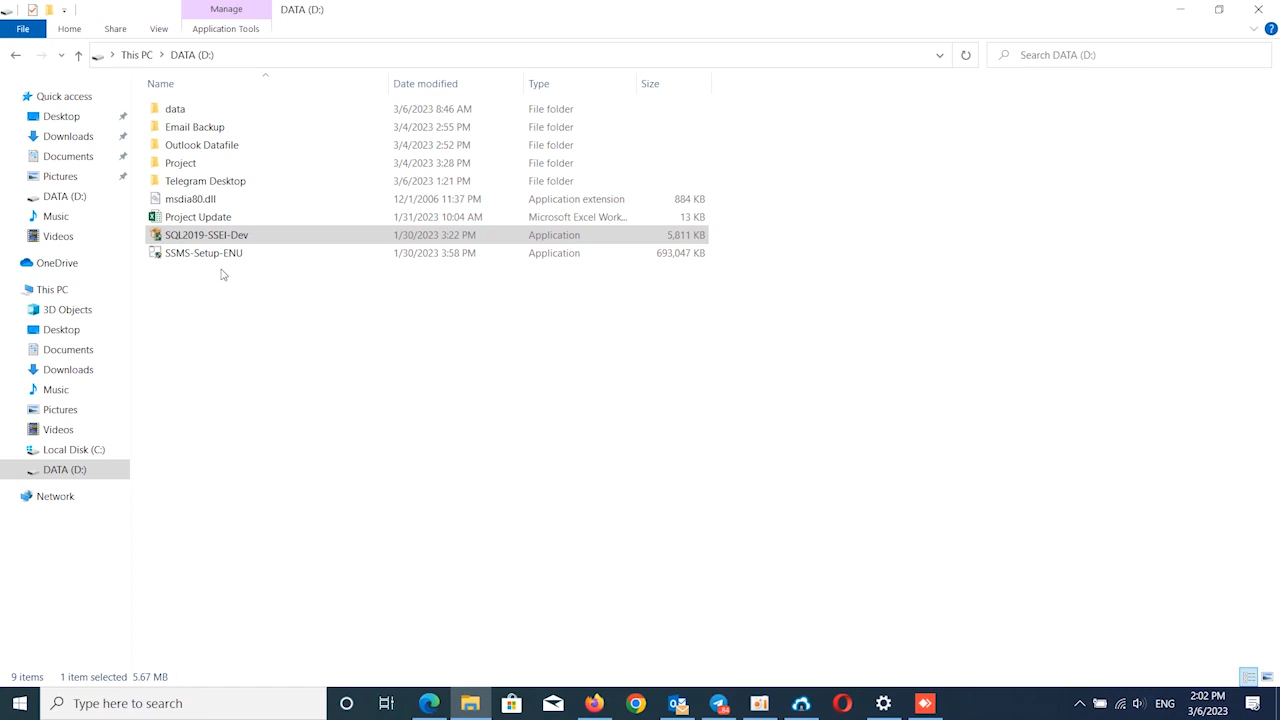 Manage
DATA (D:)
File
Home
Share
View
Application Tools
This PC
DATA (D:)
Search DATA (D:)
Name
Date modified
Type
Size
Quick access
Desktop
Downloads
Documents
Pictures
DATA (D:)
Music
Videos
OneDrive
This PC
3D Objects
Desktop
Documents
Downloads
Music
Pictures
Videos
Local Disk (C:)
DATA (D:)
Network
data 3/6/2023 8:46 AM File folder
Email Backup 3/4/2023 2:55 PM File folder
Outlook Datafile 3/4/2023 2:52 PM File folder
Project 3/4/2023 3:28 PM File folder
Telegram Desktop 3/6/2023 1:21 PM File folder
msdia80.dll 12/1/2006 11:37 PM Application extension 884 KB
Project Update 1/31/2023 10:04 AM Microsoft Excel Work... 13 KB
SQL2019-SSEI-Dev 1/30/2023 3:22 PM Application 5,811 KB
SSMS-Setup-ENU 1/30/2023 3:58 PM Application 693,047 KB
9 items 1 item selected 5.67 MB
Type here to search
84
ENG
2:02 PM
3/6/2023